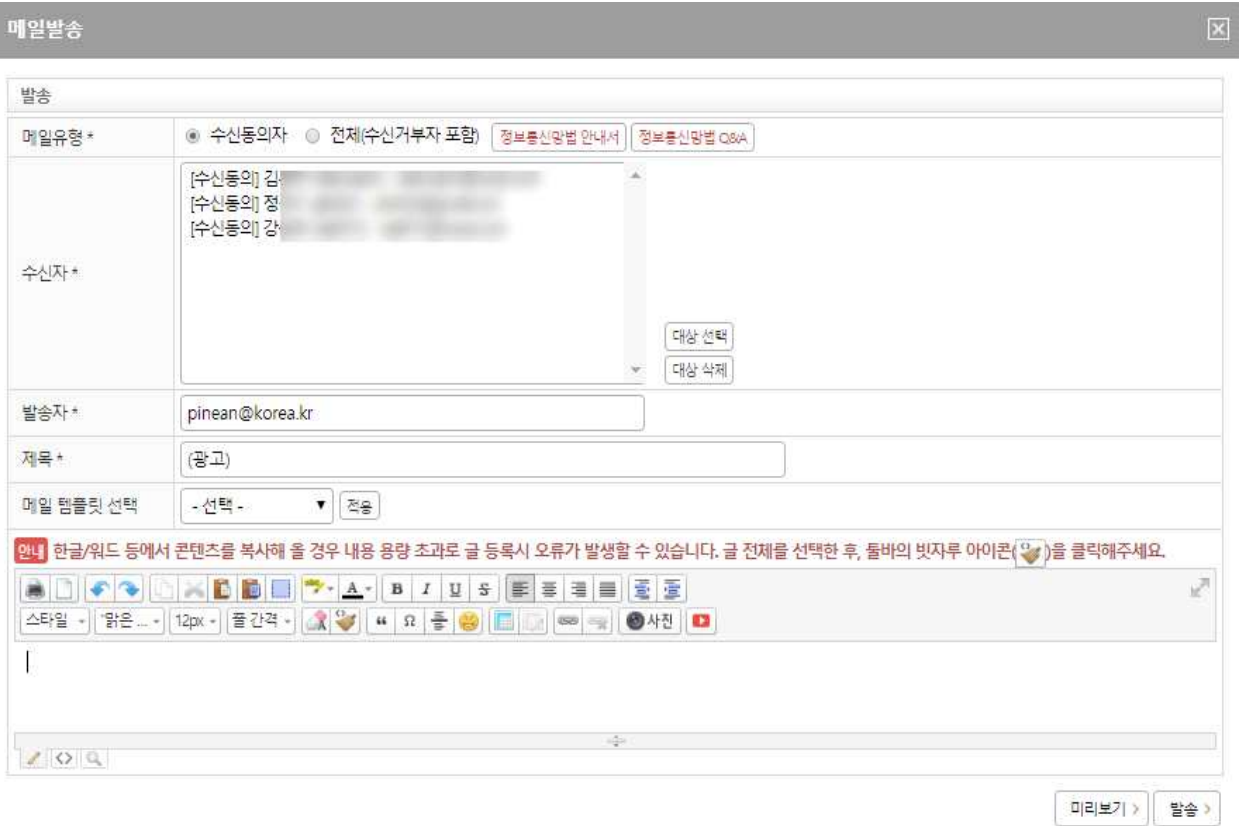 메일발송
발송
메일유형 *
수신동의자 전체(수신거부자 포함) 정보통신망법 안내서 정보통신망법 Q&A
수신자 *
[수신동의] 김
[수신동의] 정
[수신동의] 강
대상 선택
대상 삭제
발송자 *
pinean@korea.kr
제목 *
(광고)
메일 템플릿 선택
- 선택 - 적용
안내 한글/워드 등에서 콘텐츠를 복사해 올 경우 내용 용량 초과로 글 등록시 오류가 발생할 수 있습니다. 글 전체를 선택한 후, 툴바의 빗자루 아이콘( )을 클릭해주세요.
A B I U S
스타일 맑은 ... 12px 줄 간격 Ω 사진
미리보기 > 발송 >